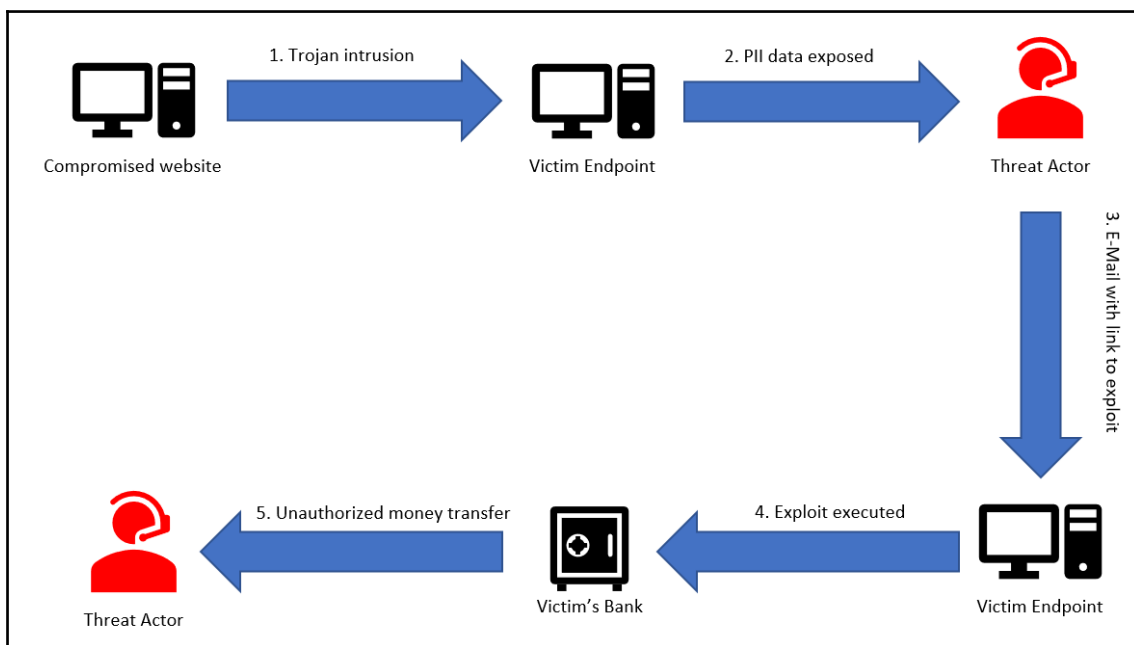 1. Trojan intrusion
2. PII data exposed
Compromised website
Victim Endpoint
Threat Actor
3. E-Mail with link to exploit
5. Unauthorized money transfer
4. Exploit executed
Threat Actor
Victim's Bank
Victim Endpoint